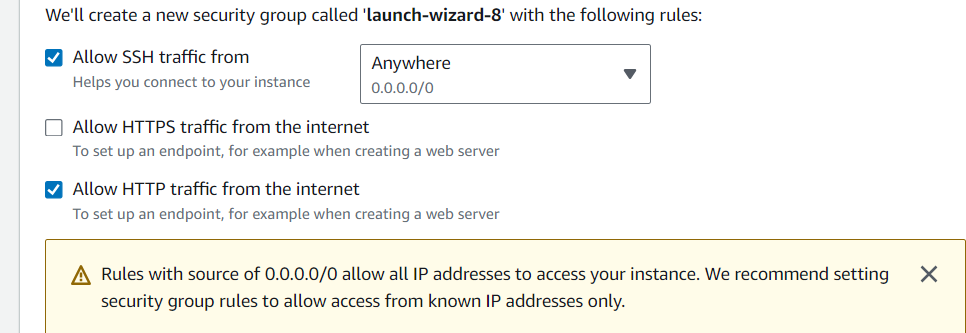 We'll create a new security group called 'launch-wizard-8' with the following rules:
Allow SSH traffic from
Helps you connect to your instance
Anywhere
0.0.0.0/0
Allow HTTPS traffic from the internet
To set up an endpoint, for example when creating a web server
Allow HTTP traffic from the internet
To set up an endpoint, for example when creating a web server
Rules with source of 0.0.0.0/0 allow all IP addresses to access your instance. We recommend setting
security group rules to allow access from known IP addresses only.